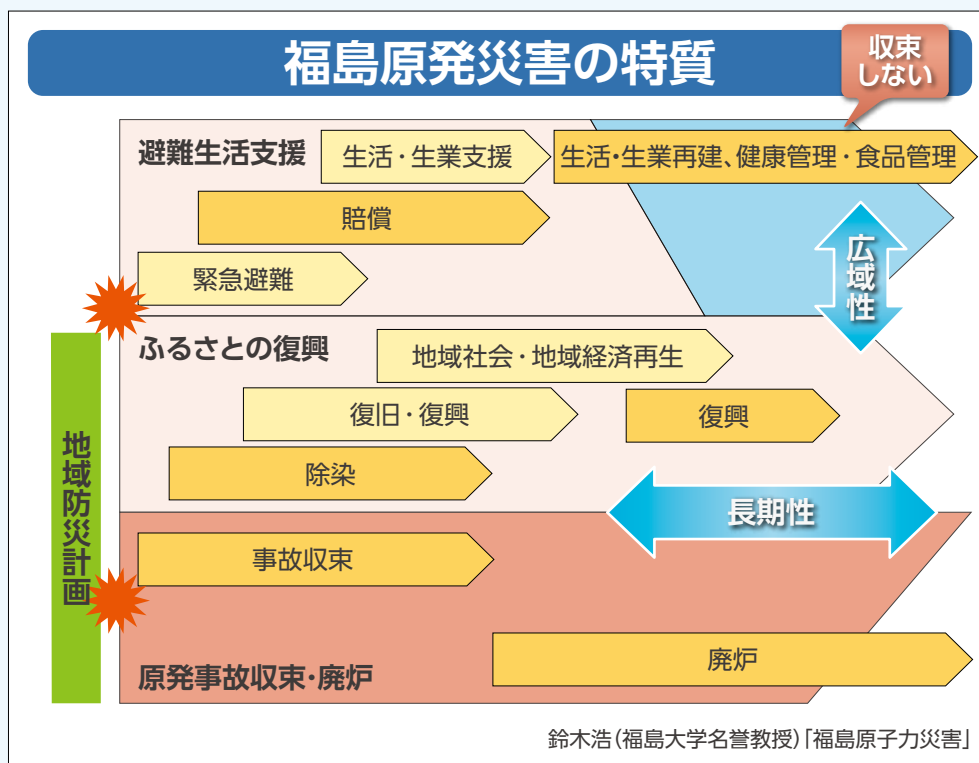 福島原発災害の特質
収束
しない
避難生活支援
生活・生業支援
生活・生業再建、健康管理・食品管理
賠償
緊急避難
広域性
ふるさとの復興
地域社会・地域経済再生
復旧・復興
復興
除染
長期性
地域防災計画
事故収束
廃炉
原発事故収束・廃炉
鈴木浩(福島大学名誉教授)「福島原子力災害」